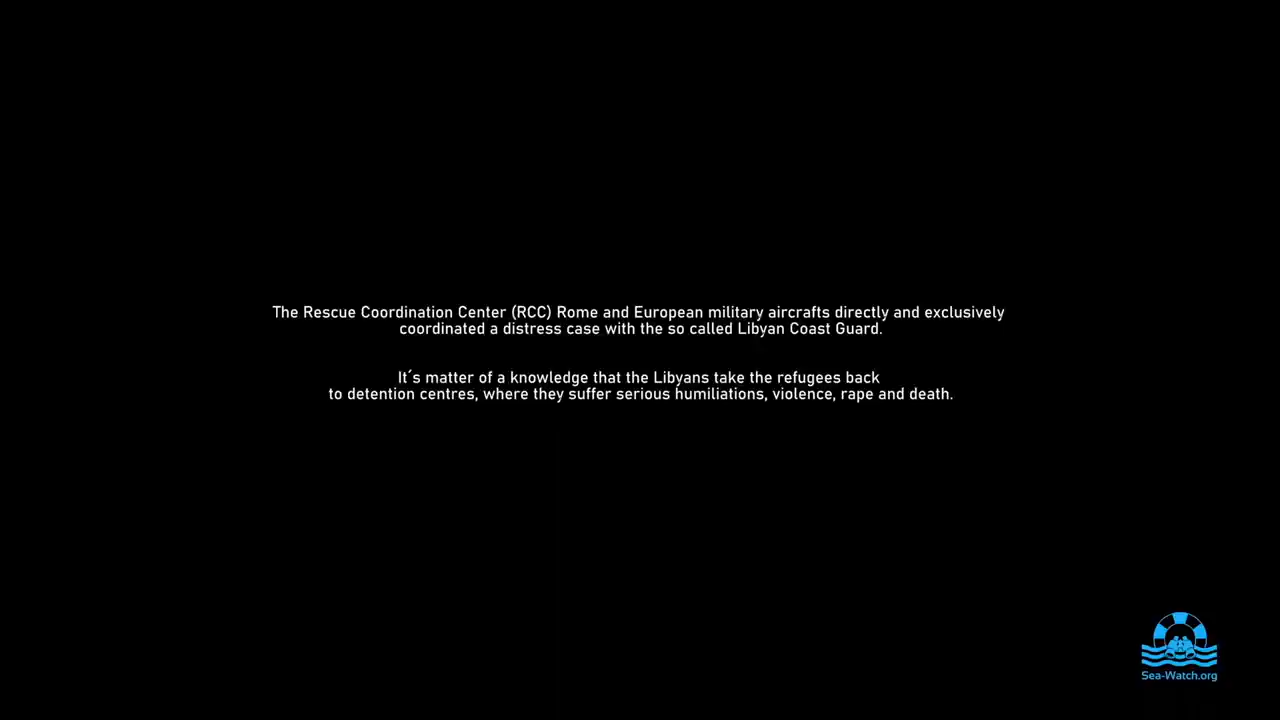 The Rescue Coordination Center (RCC) Rome and European military aircrafts directly and exclusively
coordinated a distress case with the so called Libyan Coast Guard.
It´s matter of a knowledge that the Libyans take the refugees back
to detention centres, where they suffer serious humiliations, violence, rape and death.
Sea-Watch.org